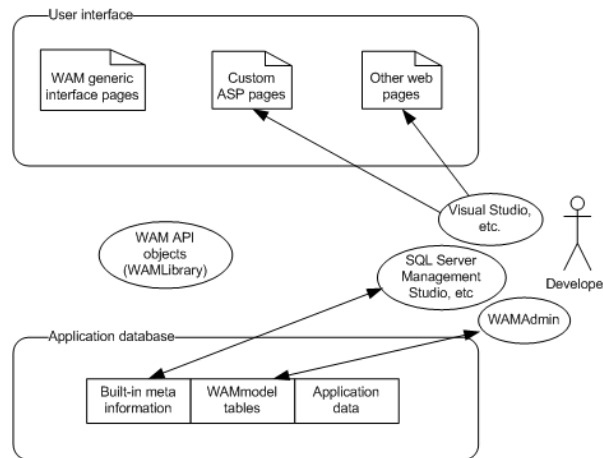 User interface
WAM generic
interface pages
Custom
ASP pages
Other web
pages
Visual Studio,
etc.
WAM API
objects
(WAMLibrary)
SQL Server
Management
Studio, etc
Develope
WAMAdmin
Application database
Built-in meta
information
WAMmodel
tables
Application
data